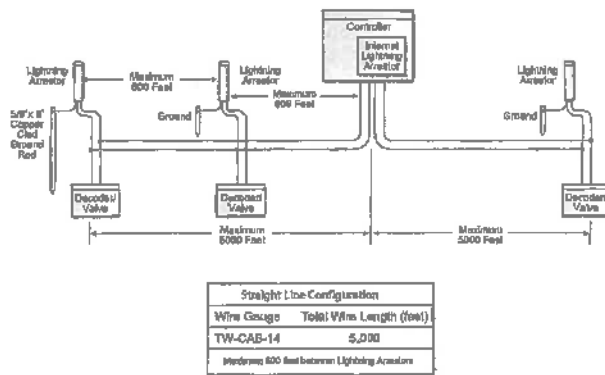 Controller
Internal
Lightning
Arrestor
Lightning
Arrestor
Maximum
600 Feet
Lightning
Arrestor
Maximum
600 Feet
Lightning
Arrestor
5/8" x 8'
Copper
Clad
Ground
Rod
Ground
Ground
Decoder/
Valve
Decoder/
Valve
Decoder/
Valve
Maximum
5000 Feet
Maximum
5000 Feet
Straight Line Configuration
Wire Gauge Total Wire Length (feet)
TW-CAB-14 5,000
Maximum 600 feet between Lightning Arrestors